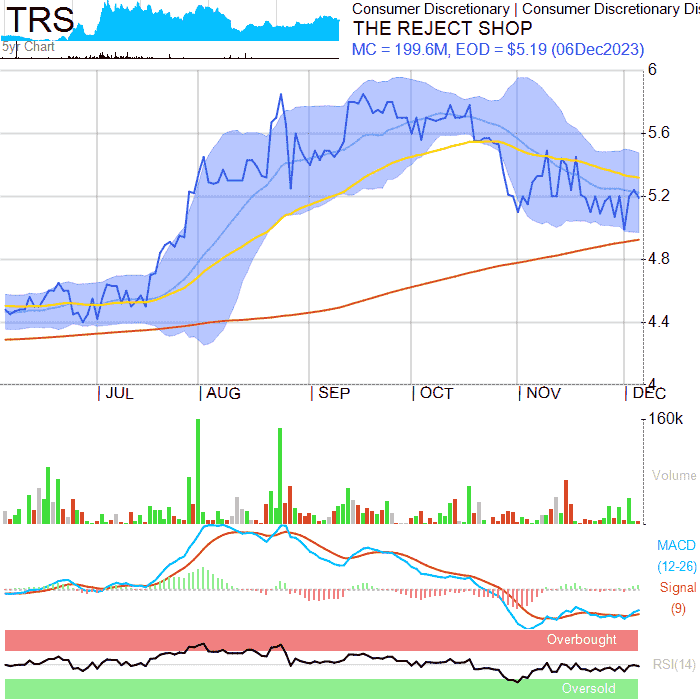 TRS
5yr Chart
Consumer Discretionary | Consumer Discretionary Dis
THE REJECT SHOP
MC = 199.6M, EOD = $5.19 (06Dec2023)
6
5.6
5.2
4.8
4.4
4
JUL AUG SEP OCT NOV DEC
160k
Volume
MACD
(12-26)
Signal
(9)
Overbought
RSI(14)
Oversold